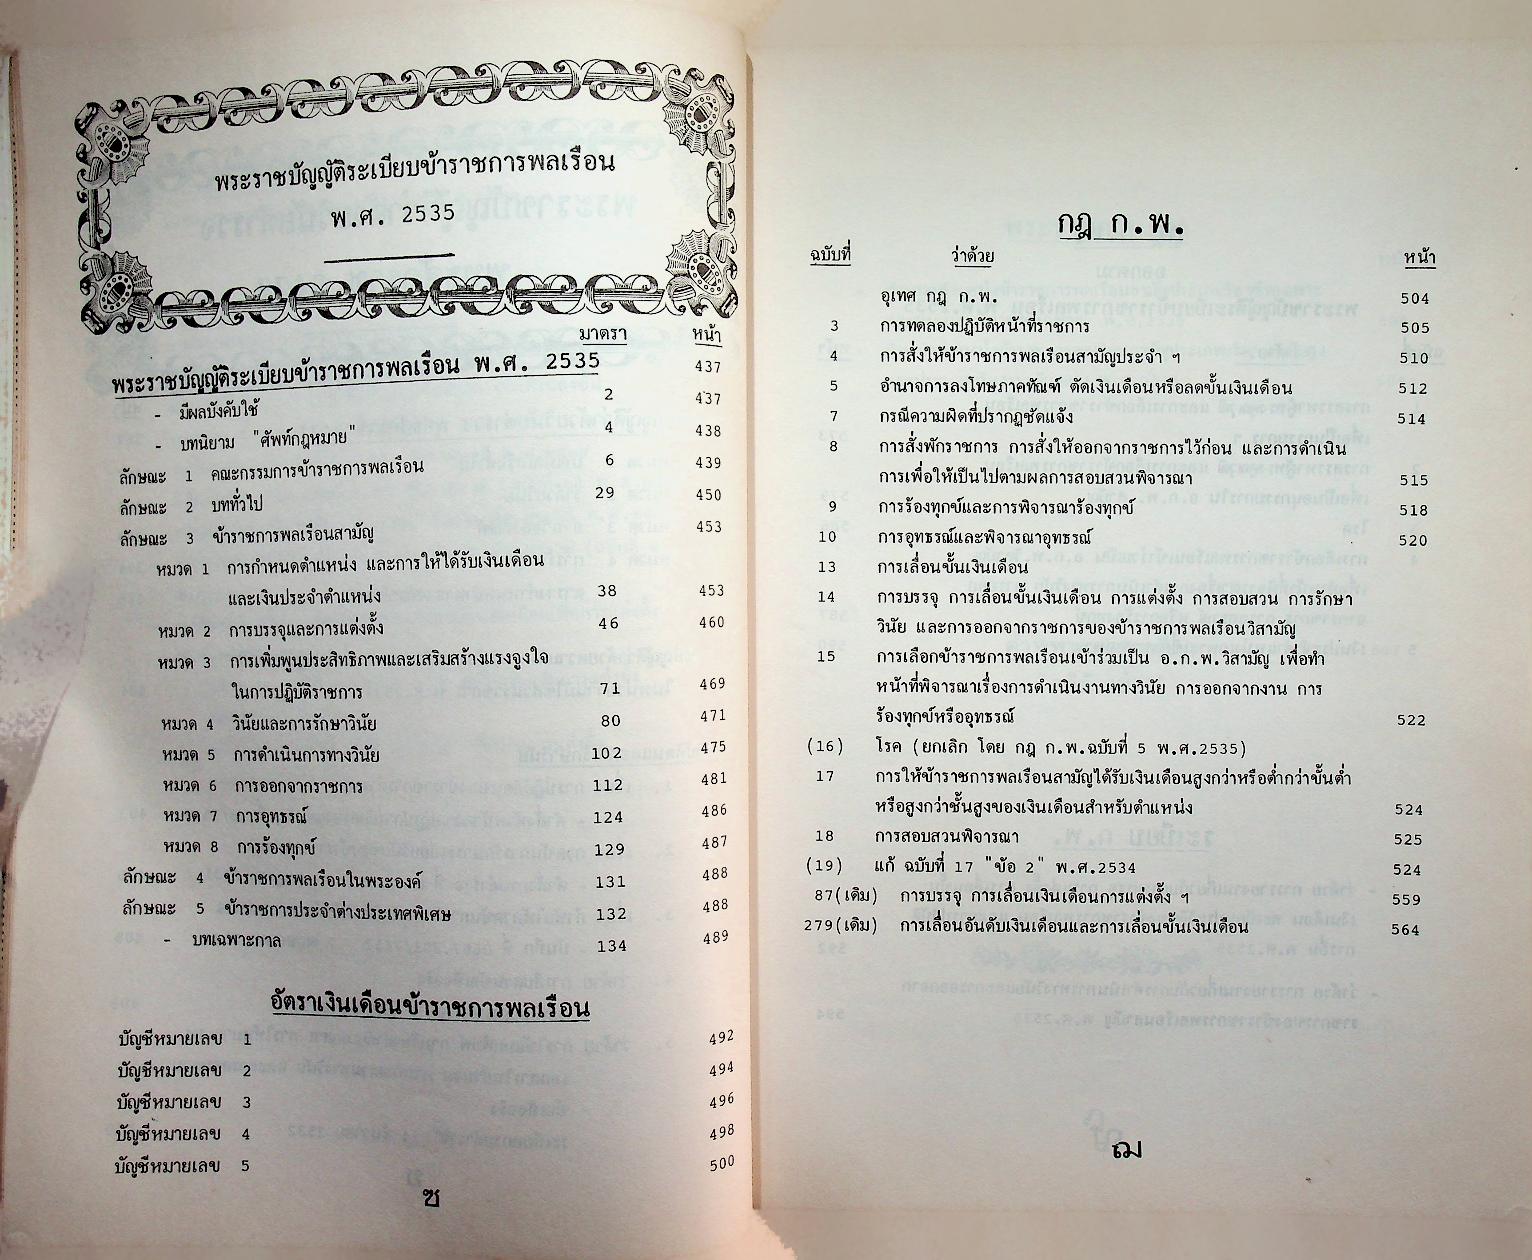 พระราชบัญญัติระเบียบข้าราชการพลเรือน
พ.ศ. 2535
มาตรา หน้า
พระราชบัญญัติระเบียบข้าราชการพลเรือน พ.ศ. 2535 437
- มีผลบังคับใช้ 2 437
- บทนิยาม "ศัพท์กฎหมาย" 4 438
ลักษณะ 1 คณะกรรมการข้าราชการพลเรือน 6 439
ลักษณะ 2 บททั่วไป 29 450
ลักษณะ 3 ข้าราชการพลเรือนสามัญ 453
หมวด 1 การกำหนดตำแหน่ง และการให้ได้รับเงินเดือน
และเงินประจำตำแหน่ง 38 453
หมวด 2 การบรรจุและการแต่งตั้ง 46 460
หมวด 3 การเพิ่มพูนประสิทธิภาพและเสริมสร้างแรงจูงใจ
ในการปฏิบัติราชการ 71 469
หมวด 4 วินัยและการรักษาวินัย 80 471
หมวด 5 การดำเนินการทางวินัย 102 475
หมวด 6 การออกจากราชการ 112 481
หมวด 7 การอุทธรณ์ 124 486
หมวด 8 การร้องทุกข์ 129 487
ลักษณะ 4 ข้าราชการพลเรือนในพระองค์ 131 488
ลักษณะ 5 ข้าราชการประจำต่างประเทศพิเศษ 132 488
- บทเฉพาะกาล 134 489
อัตราเงินเดือนข้าราชการพลเรือน
บัญชีหมายเลข 1 492
บัญชีหมายเลข 2 494
บัญชีหมายเลข 3 496
บัญชีหมายเลข 4 498
บัญชีหมายเลข 5 500
ช
กฎ ก.พ.
ฉบับที่ ว่าด้วย หน้า
อุเทศ กฎ ก.พ. 504
3 การทดลองปฏิบัติหน้าที่ราชการ 505
4 การสั่งให้ข้าราชการพลเรือนสามัญประจำ ฯ 510
5 อำนาจการลงโทษภาคทัณฑ์ ตัดเงินเดือนหรือลดขั้นเงินเดือน 512
7 กรณีความผิดที่ปรากฏชัดแจ้ง 514
8 การสั่งพักราชการ การสั่งให้ออกจากราชการไว้ก่อน และการดำเนิน
การเพื่อให้เป็นไปตามผลการสอบสวนพิจารณา 515
9 การร้องทุกข์และการพิจารณาร้องทุกข์ 518
10 การอุทธรณ์และพิจารณาอุทธรณ์ 520
13 การเลื่อนขั้นเงินเดือน
14 การบรรจุ การเลื่อนขั้นเงินเดือน การแต่งตั้ง การสอบสวน การรักษา
วินัย และการออกจากราชการของข้าราชการพลเรือนวิสามัญ
15 การเลือกข้าราชการพลเรือนเข้าร่วมเป็น อ.ก.พ.วิสามัญ เพื่อทำ
หน้าที่พิจารณาเรื่องการดำเนินงานทางวินัย การออกจากงาน การ
ร้องทุกข์หรืออุทธรณ์ 522
(16) โรค (ยกเลิก โดย กฎ ก.พ.ฉบับที่ 5 พ.ศ.2535)
17 การให้ข้าราชการพลเรือนสามัญได้รับเงินเดือนสูงกว่าหรือต่ำกว่าขั้นต่ำ
หรือสูงกว่าชั้นสูงของเงินเดือนสำหรับตำแหน่ง 524
18 การสอบสวนพิจารณา 525
(19) แก้ ฉบับที่ 17 "ข้อ 2" พ.ศ.2534 524
87(เดิม) การบรรจุ การเลื่อนเงินเดือนการแต่งตั้ง ฯ 559
279(เดิม) การเลื่อนอันดับเงินเดือนและการเลื่อนขั้นเงินเดือน 564
ฌ